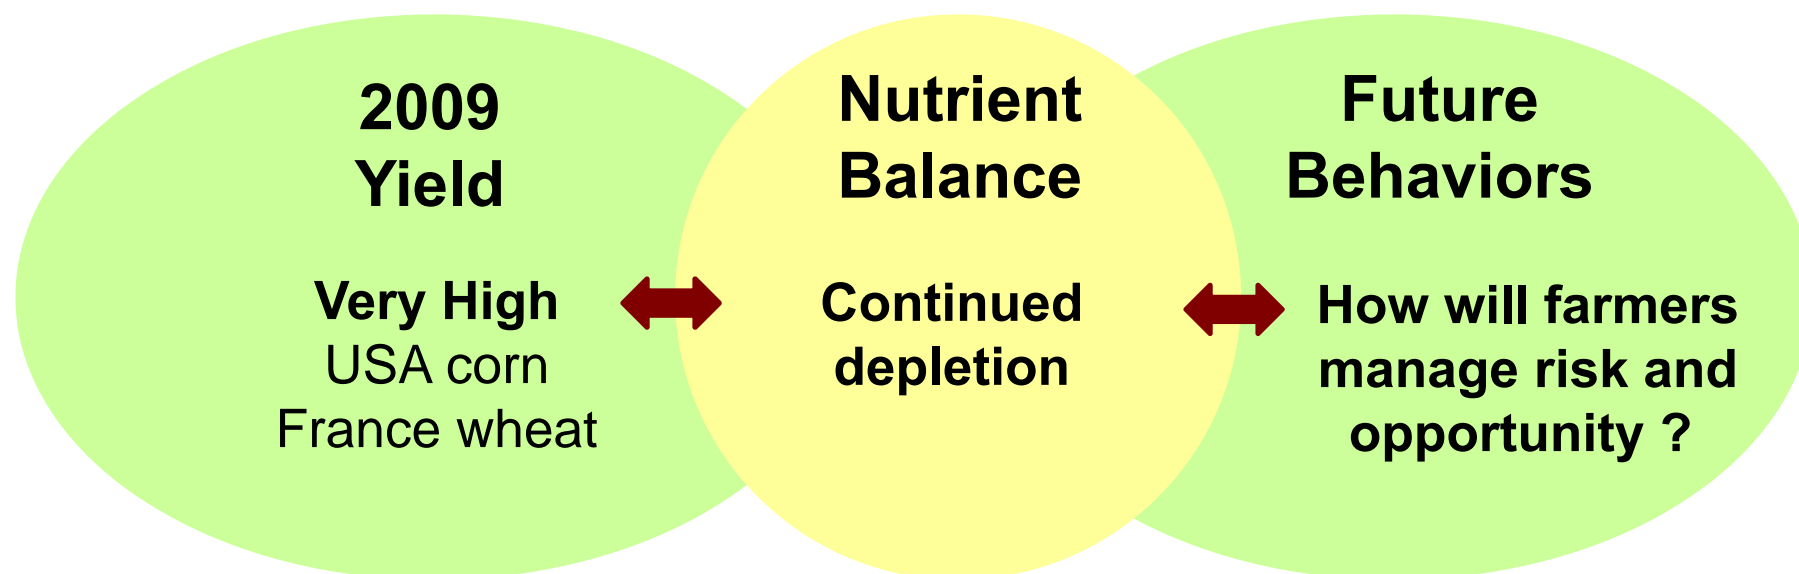 2009
Yield
Very High
USA corn
France wheat
Nutrient
Balance
Continued
depletion
Future
Behaviors
How will farmers
manage risk and
opportunity ?